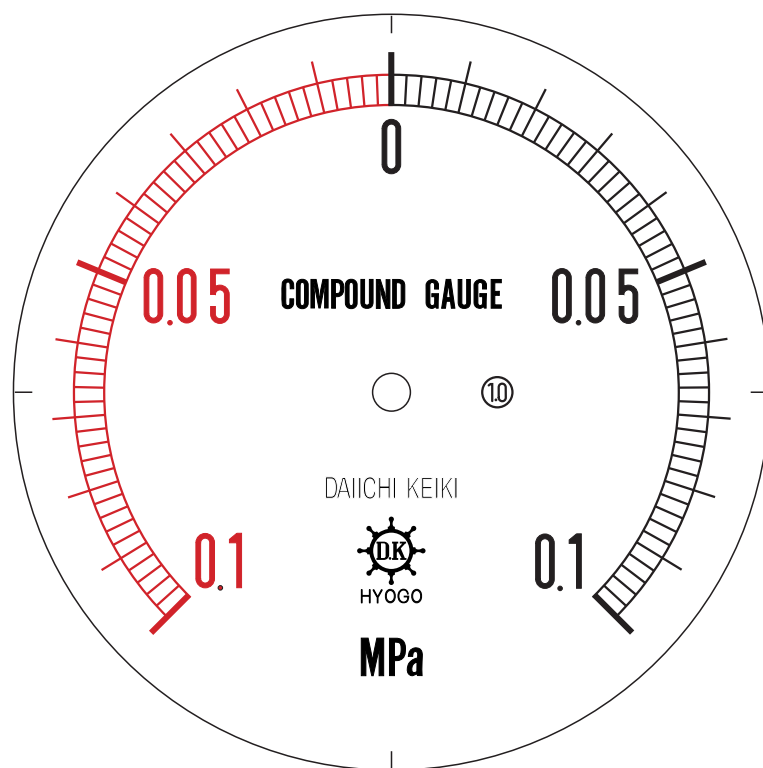 0
0.05 COMPOUND GAUGE 0.05
1.0
DAIICHI KEIKI
0.1 D.K 0.1
HYOGO
MPa